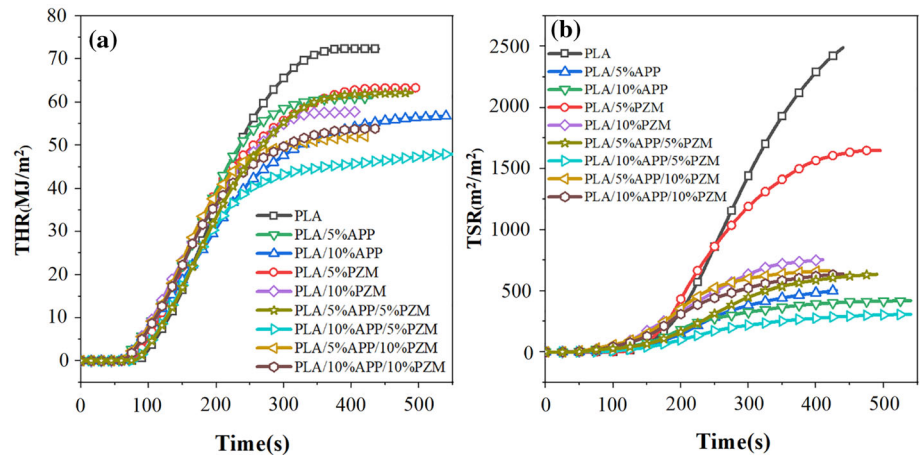 (a)
THR(MJ/m²)
80
70
60
50
40
30
20
10
0
PLA
PLA/5%APP
PLA/10%APP
PLA/5%PZM
PLA/10%PZM
PLA/5%APP/5%PZM
PLA/10%APP/5%PZM
PLA/5%APP/10%PZM
PLA/10%APP/10%PZM
0 100 200 300 400 500
Time(s)
(b)
TSR(m²/m²)
2500
2000
1500
1000
500
0
PLA
PLA/5%APP
PLA/10%APP
PLA/5%PZM
PLA/10%PZM
PLA/5%APP/5%PZM
PLA/10%APP/5%PZM
PLA/5%APP/10%PZM
PLA/10%APP/10%PZM
0 100 200 300 400 500
Time(s)